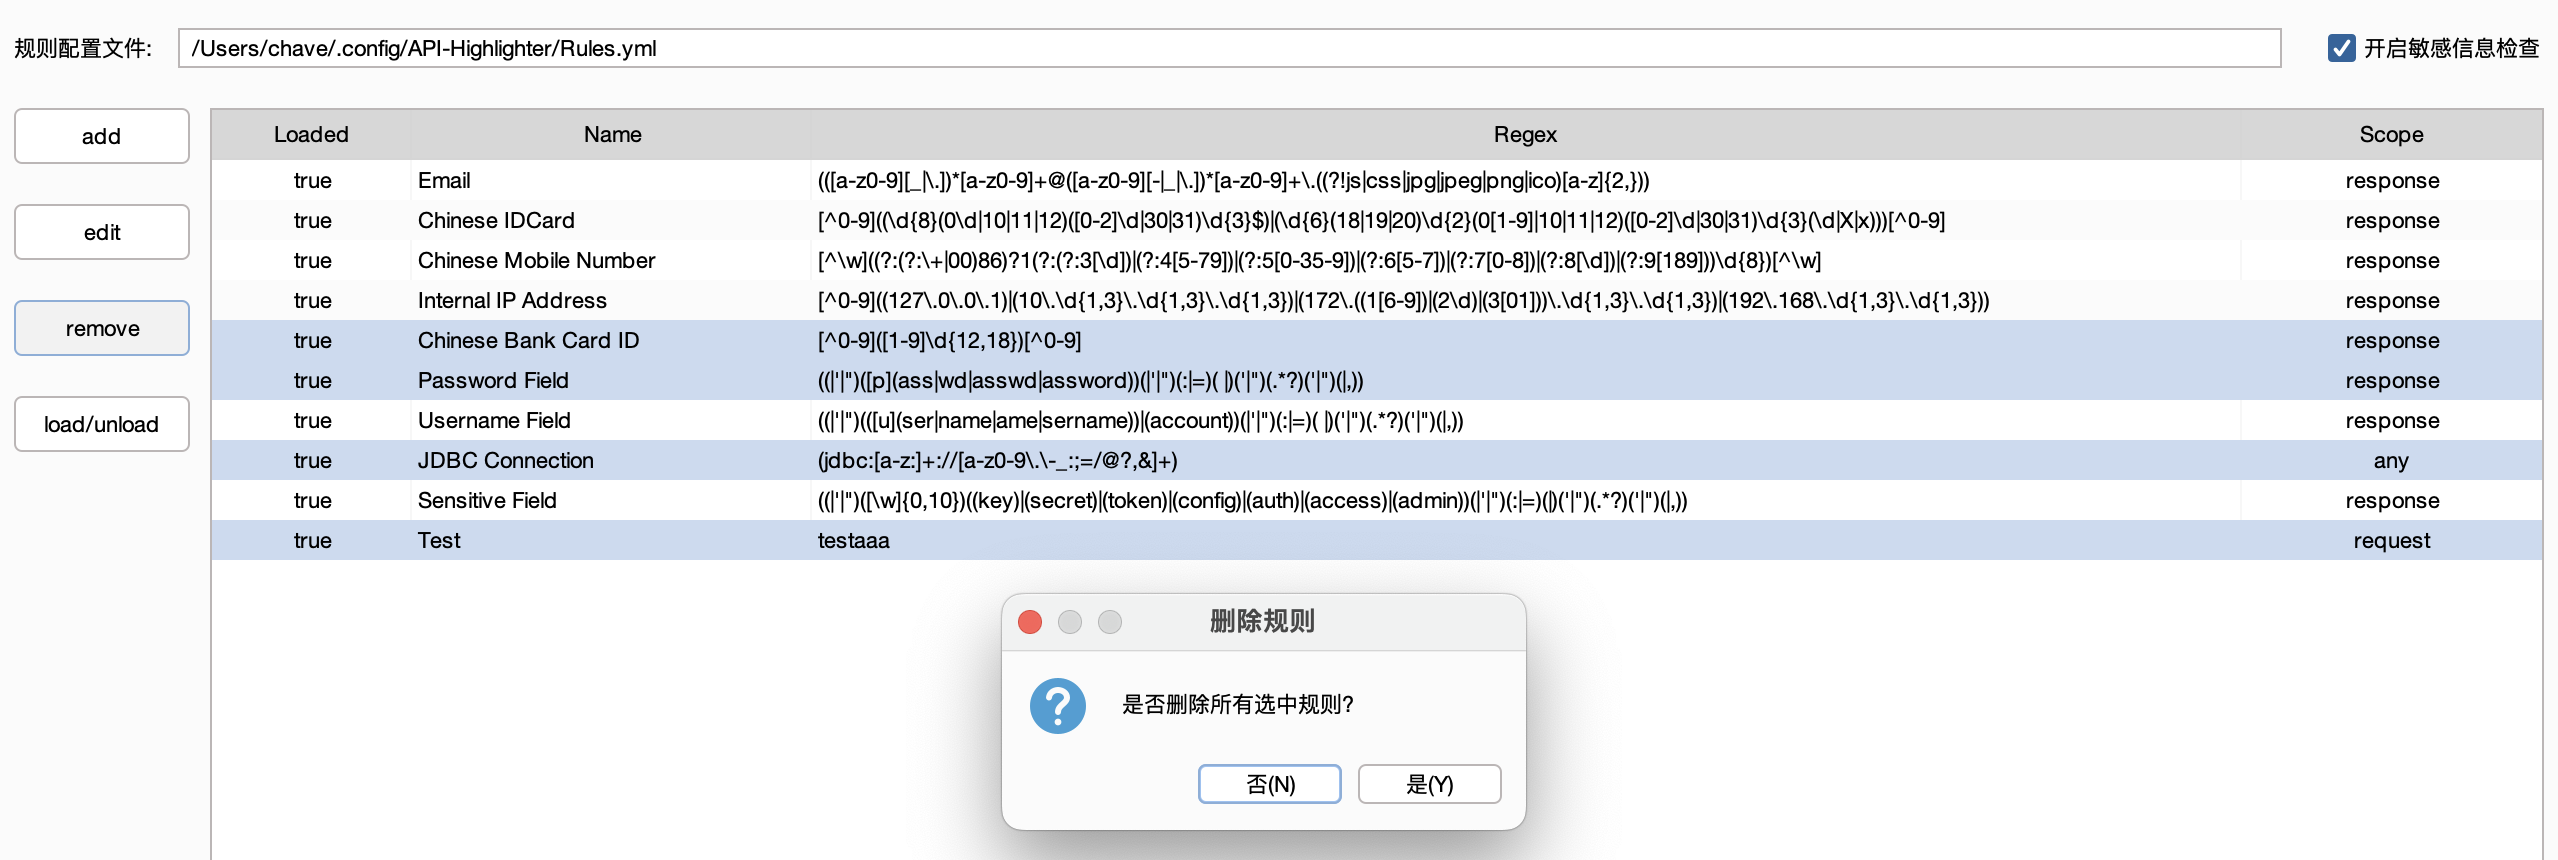 规则配置文件: /Users/chave/.config/API-Highlighter/Rules.yml 开启敏感信息检查
add
edit
remove
load/unload
Loaded Name Regex Scope
true Email (([a-z0-9][_|\.])*[a-z0-9]+@([a-z0-9][-|_|\.])*[a-z0-9]+\.((?!js|css|jpg|jpeg|png|ico)[a-z]{2,})) response
true Chinese IDCard [^0-9]((\d{8}(0\d|10|11|12)([0-2]\d|30|31)\d{3}$)|(\d{6}(18|19|20)\d{2}(0[1-9]|10|11|12)([0-2]\d|30|31)\d{3}(\d|X|x)))[^0-9] response
true Chinese Mobile Number [^\w]((?:(?:\+|00)86)?1(?:(?:3[\d])|(?:4[5-79])|(?:5[0-35-9])|(?:6[5-7])|(?:7[0-8])|(?:8[\d])|(?:9[189]))\d{8})[^\w] response
true Internal IP Address [^0-9]((127\.0\.0\.1)|(10\.\d{1,3}\.\d{1,3}\.\d{1,3})|(172\.((1[6-9])|(2\d)|(3[01]))\.\d{1,3}\.\d{1,3})|(192\.168\.\d{1,3}\.\d{1,3})) response
true Chinese Bank Card ID [^0-9]([1-9]\d{12,18})[^0-9] response
true Password Field ((|'|")([p](ass|wd|asswd|assword))(|'|")(:|=)( |)('|")(.*?)('|")(|,)) response
true Username Field ((|'|")(([u](ser|name|ame|sername))|(account))(|'|")(:|=)( |)('|")(.*?)('|")(|,)) response
true JDBC Connection (jdbc:[a-z:]+://[a-z0-9\.\-_:;=/@?,&]+) any
true Sensitive Field ((|'|")([\w]{0,10})((key)|(secret)|(token)|(config)|(auth)|(access)|(admin))(|'|")(:|=)(|)('|")(.*?)('|")(|,)) response
true Test testaaa request
删除规则
是否删除所有选中规则?
否(N) 是(Y)